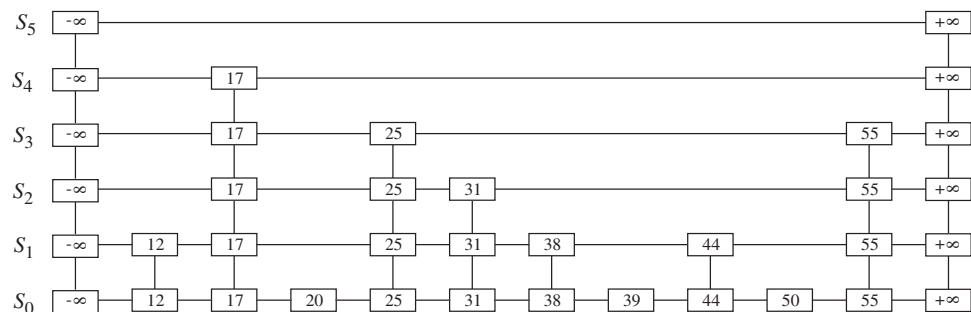 S5 -∞ +∞
S4 -∞ 17 +∞
S3 -∞ 17 25 55 +∞
S2 -∞ 17 25 31 55 +∞
S1 -∞ 12 17 25 31 38 44 55 +∞
S0 -∞ 12 17 20 25 31 38 39 44 50 55 +∞